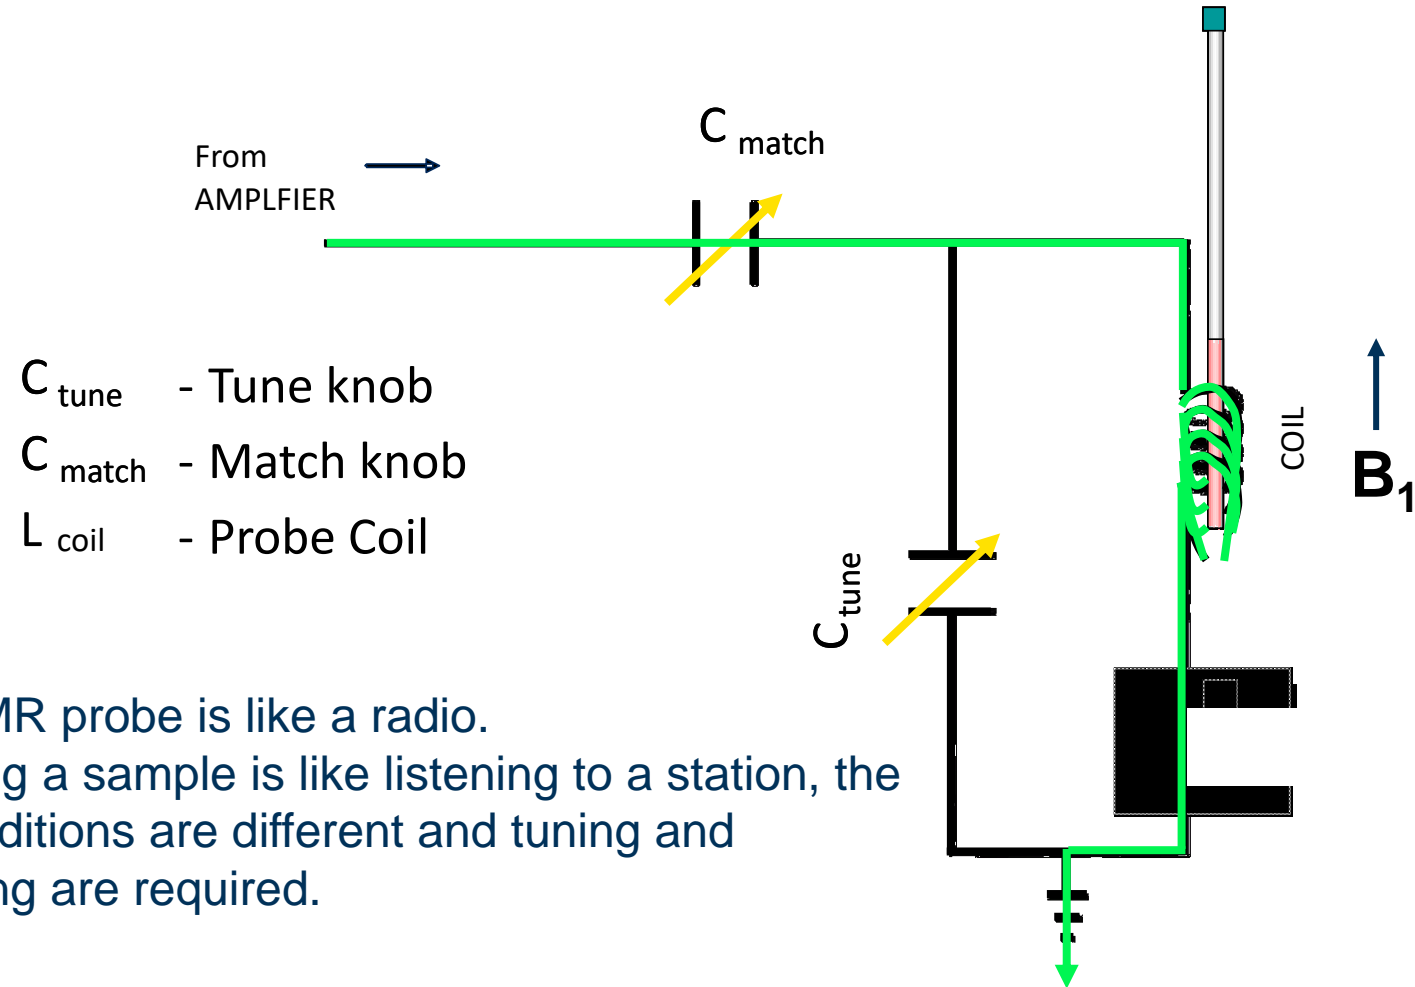 From
AMPLFIER
C match
C tune - Tune knob
C match - Match knob
L coil - Probe Coil
C tune
COIL
B1
MR probe is like a radio.
g a sample is like listening to a station, the
ditions are different and tuning and
ng are required.